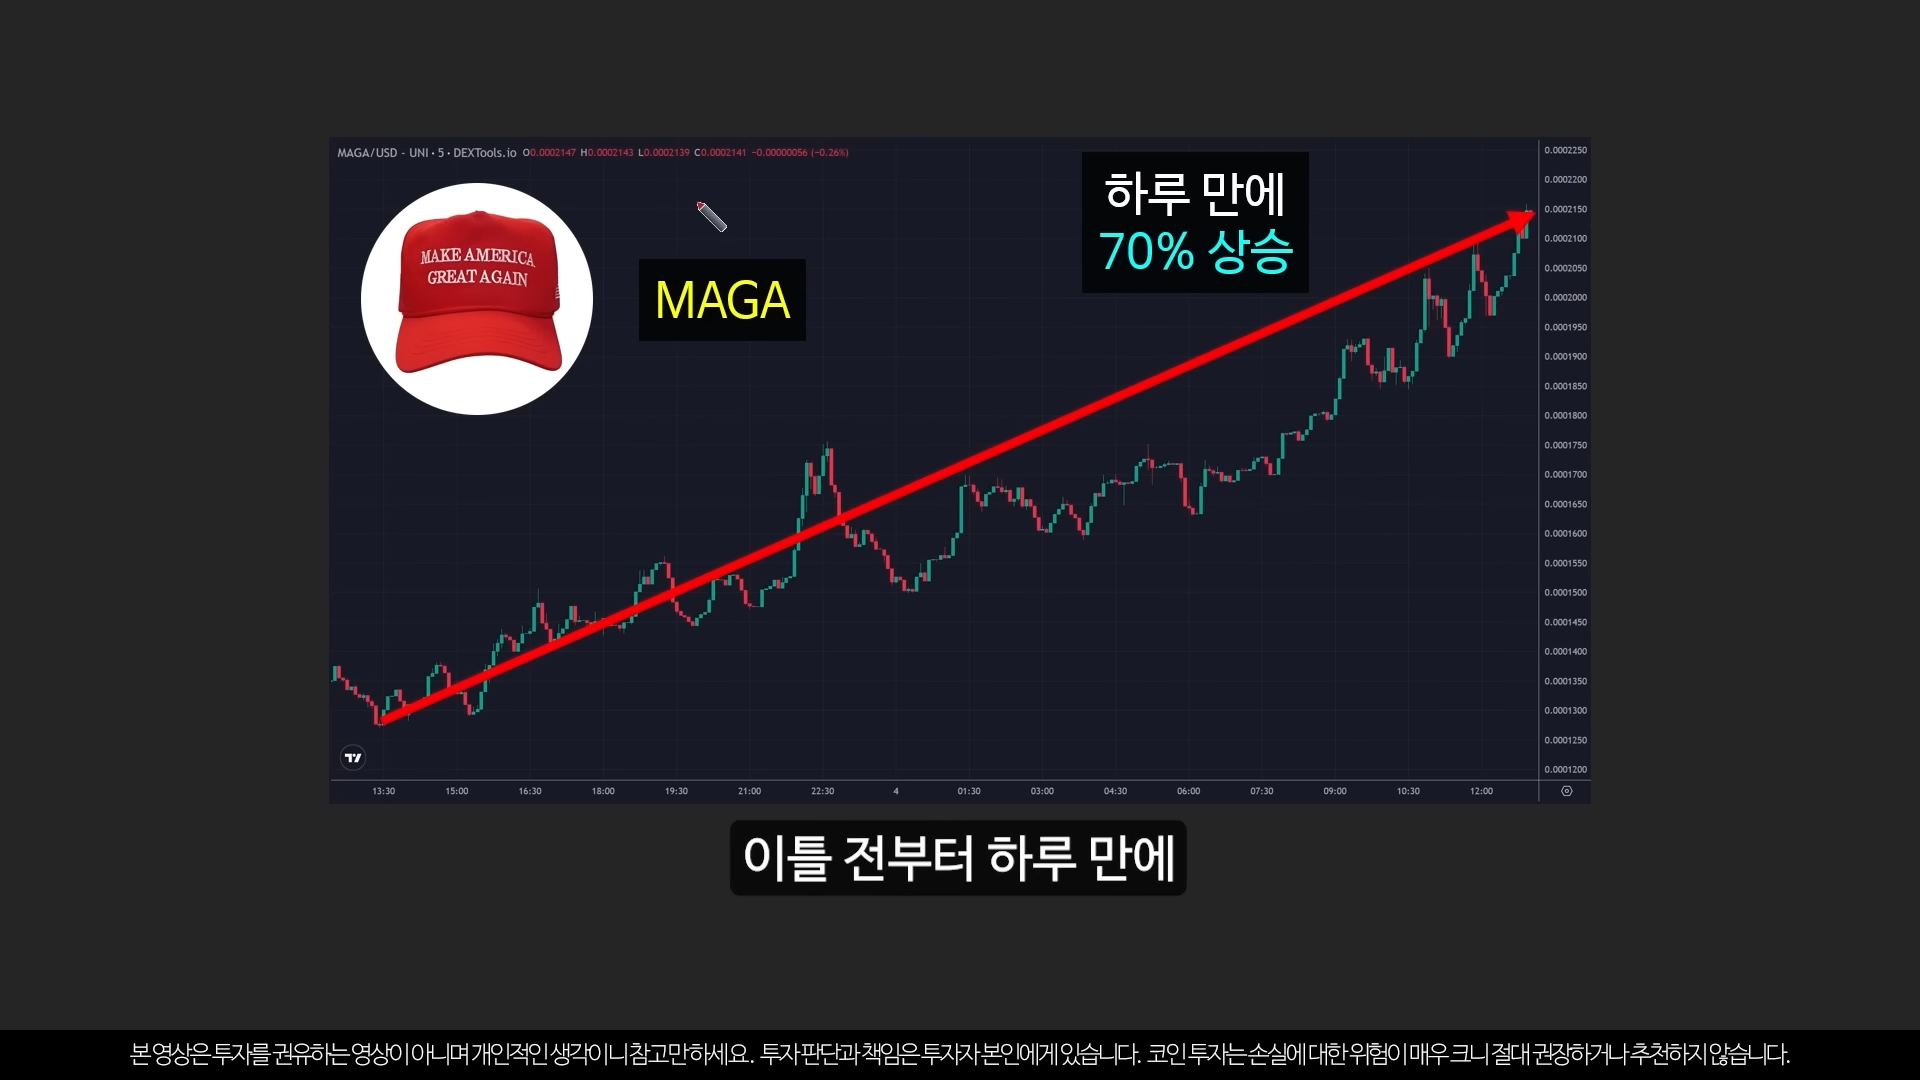 MAGA/USD - UNI • 5 • DEXTools.io O0.0002147 H0.0002143 L0.0002139 C0.0002141 −0.00000056 (−0.26%)
MAKE AMERICA
GREAT AGAIN
MAGA
하루 만에
70% 상승
0.0002250
0.0002200
0.0002150
0.0002100
0.0002050
0.0002000
0.0001950
0.0001900
0.0001850
0.0001800
0.0001750
0.0001700
0.0001650
0.0001600
0.0001550
0.0001500
0.0001450
0.0001400
0.0001350
0.0001300
0.0001250
0.0001200
13:30 15:00 16:30 18:00 19:30 21:00 22:30 4 01:30 03:00 04:30 06:00 07:30 09:00 10:30 12:00
이틀 전부터 하루 만에
본 영상은 투자를 권유하는 영상이 아니며 개인적인 생각이니 참고만 하세요. 투자 판단과 책임은 투자자 본인에게 있습니다. 코인 투자는 손실에 대한 위험이 매우 크니 절대 권장하거나 추천하지 않습니다.